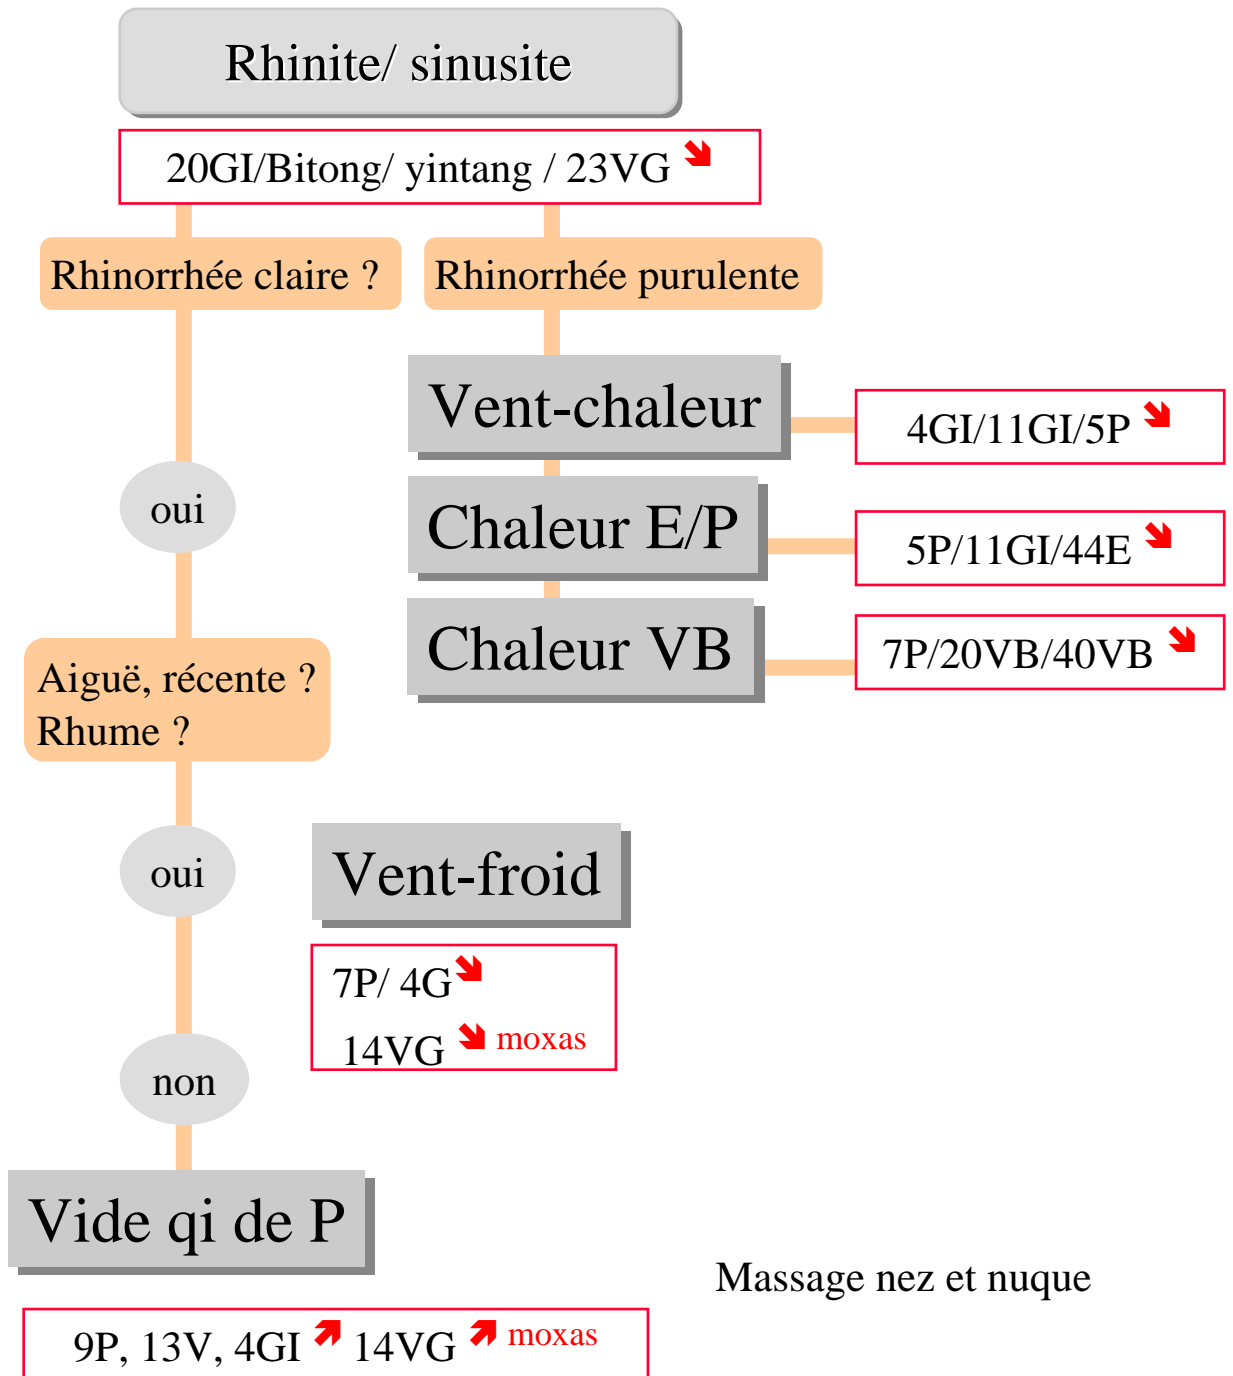 Rhinite/ sinusite
20GI/Bitong/ yintang / 23VG ➘
Rhinorrhée claire ?
Rhinorrhée purulente
Vent-chaleur
4GI/11GI/5P ➘
oui
Chaleur E/P
5P/11GI/44E ➘
Chaleur VB
7P/20VB/40VB ➘
Aiguë, récente ?
Rhume ?
oui
Vent-froid
7P/ 4G ➘
14VG ➘ moxas
non
Vide qi de P
Massage nez et nuque
9P, 13V, 4GI ➚ 14VG ➚ moxas